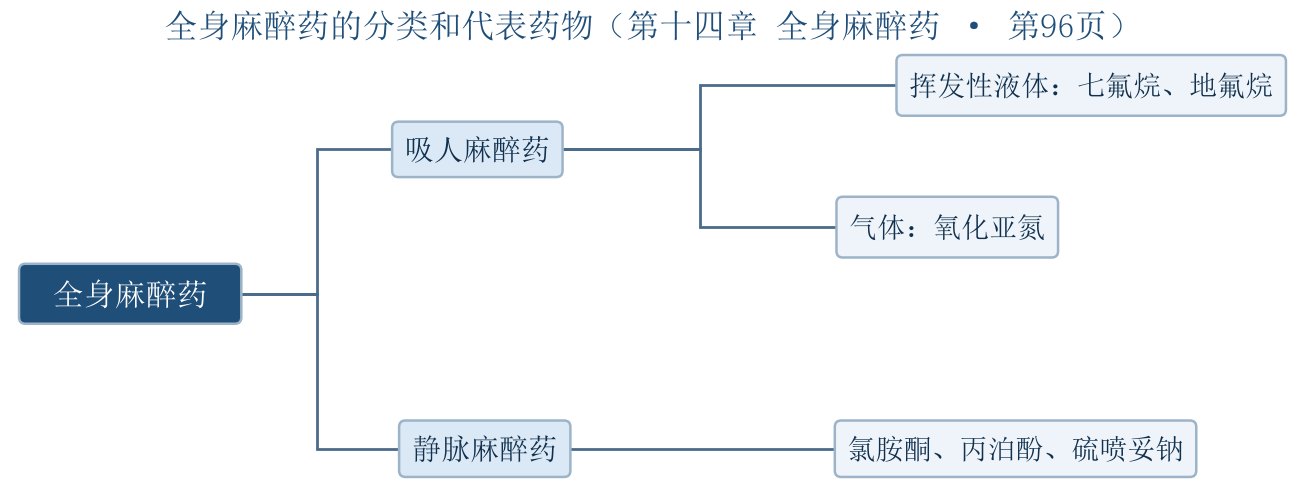 全身麻醉药的分类和代表药物（第十四章 全身麻醉药 • 第96页）
挥发性液体：七氟烷、地氟烷
吸人麻醉药
气体：氧化亚氮
全身麻醉药
静脉麻醉药
氯胺酮、丙泊酚、硫喷妥钠